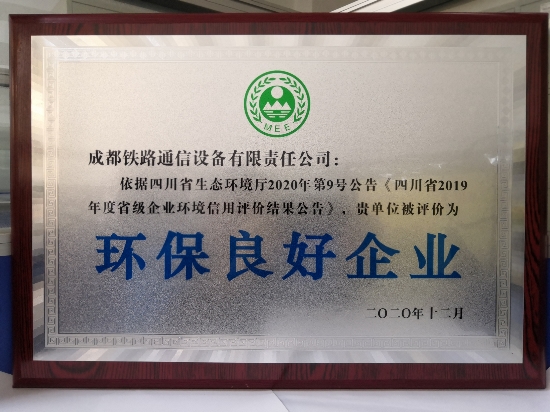 MEE
成都铁路通信设备有限责任公司：
依据四川省生态环境厅2020年第9号公告《四川省2019
年度省级企业环境信用评价结果公告》，贵单位被评价为
环保良好企业
二〇二〇年十二月